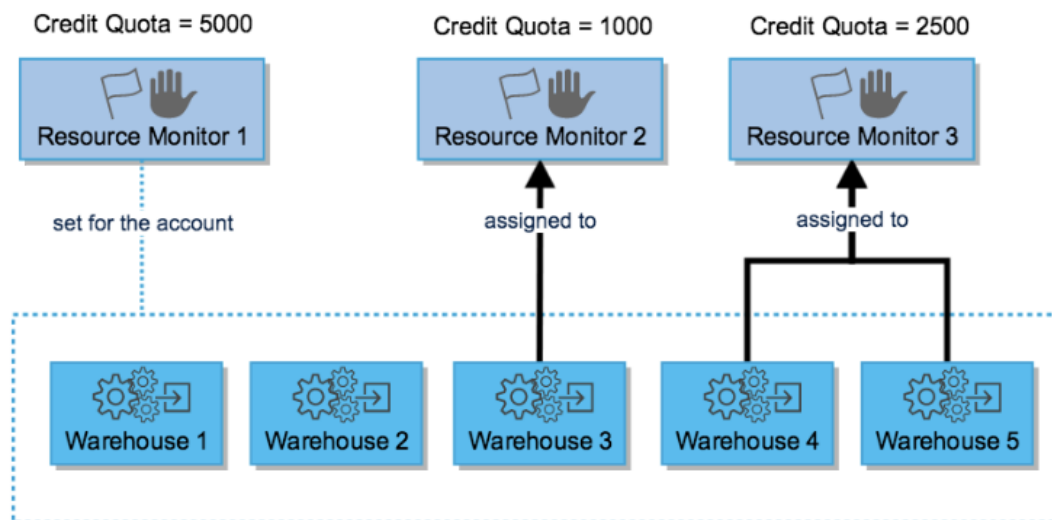 Credit Quota = 5000
Credit Quota = 1000
Credit Quota = 2500
Resource Monitor 1
Resource Monitor 2
Resource Monitor 3
set for the account
assigned to
assigned to
Warehouse 1
Warehouse 2
Warehouse 3
Warehouse 4
Warehouse 5